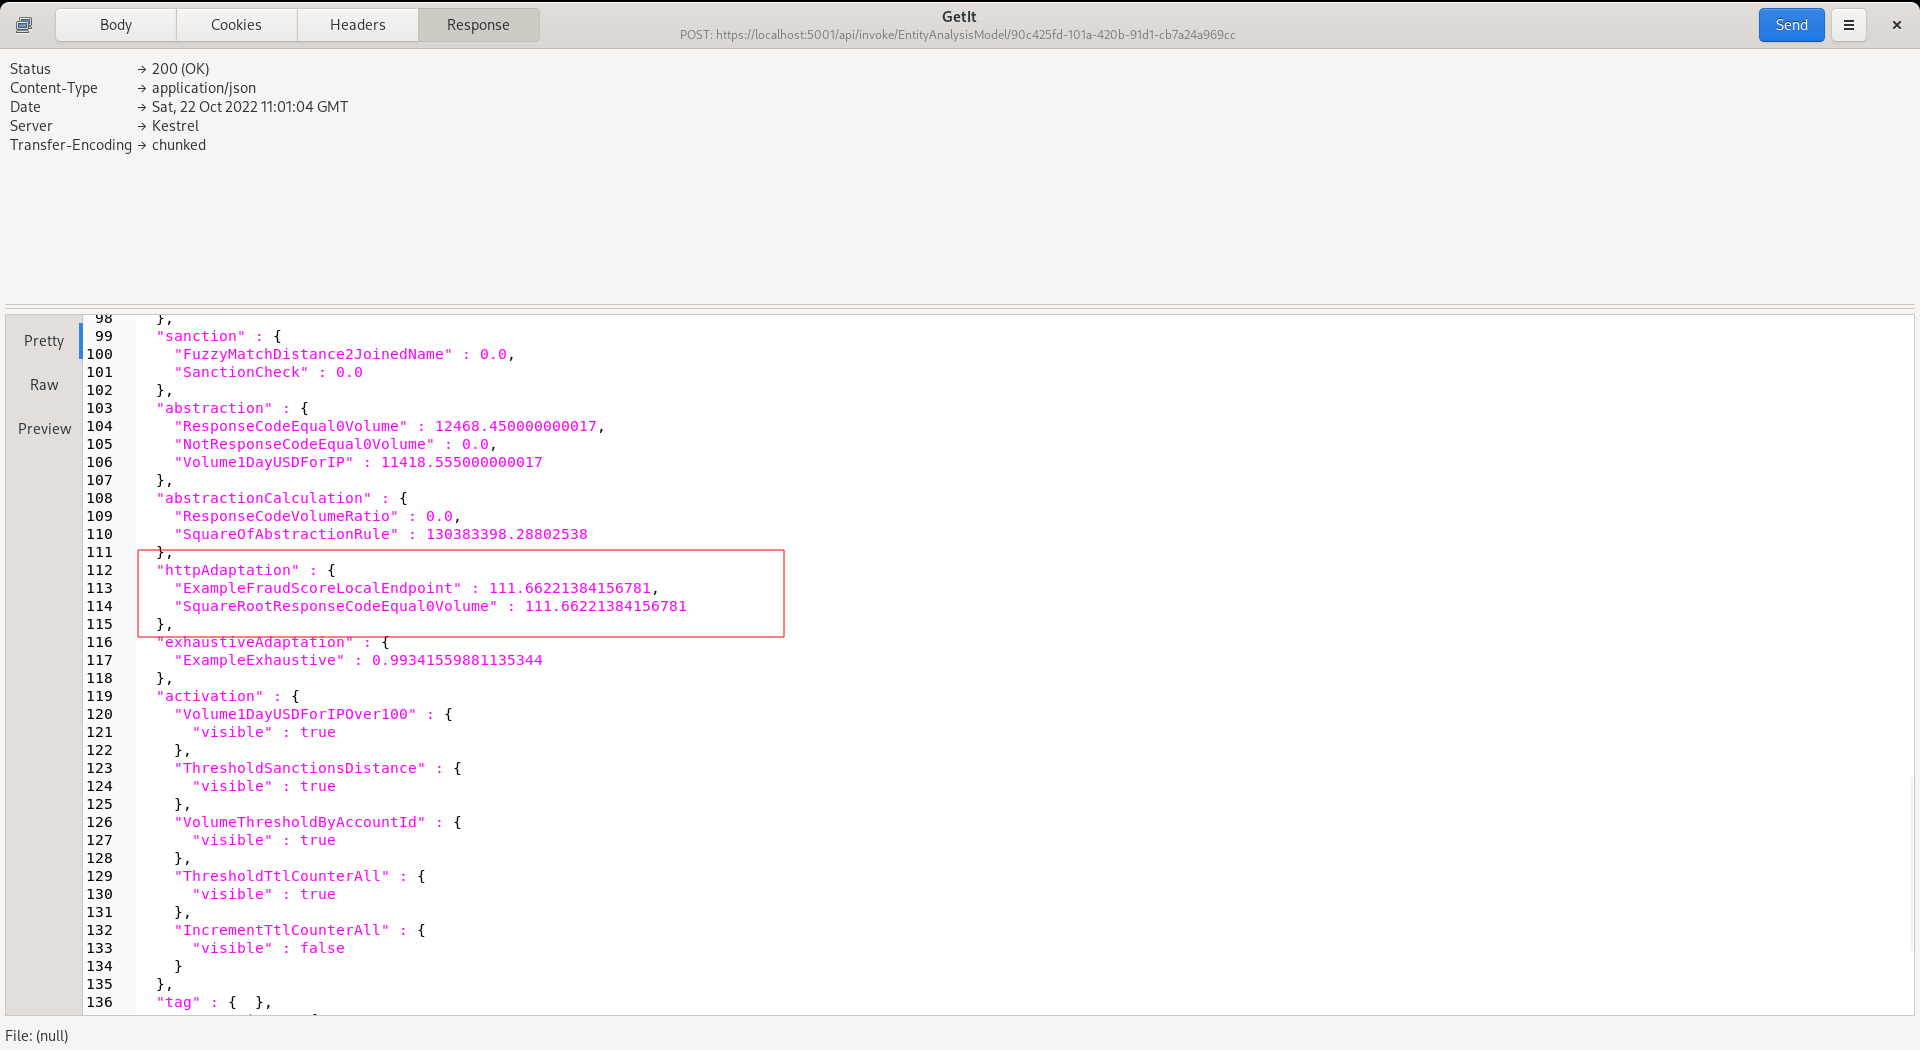 Body Cookies Headers Response GetIt Send
POST: https://localhost:5001/api/invoke/EntityAnalysisModel/90c425fd-101a-420b-91d1-cb7a24a969cc
Status → 200 (OK)
Content-Type → application/json
Date → Sat, 22 Oct 2022 11:01:04 GMT
Server → Kestrel
Transfer-Encoding → chunked
Pretty
Raw
Preview
98 },
99 "sanction" : {
100 "FuzzyMatchDistance2JoinedName" : 0.0,
101 "SanctionCheck" : 0.0
102 },
103 "abstraction" : {
104 "ResponseCodeEqual0Volume" : 12468.450000000017,
105 "NotResponseCodeEqual0Volume" : 0.0,
106 "Volume1DayUSDForIP" : 11418.555000000017
107 },
108 "abstractionCalculation" : {
109 "ResponseCodeVolumeRatio" : 0.0,
110 "SquareOfAbstractionRule" : 130383398.28802538
111 },
112 "httpAdaptation" : {
113 "ExampleFraudScoreLocalEndpoint" : 111.66221384156781,
114 "SquareRootResponseCodeEqual0Volume" : 111.66221384156781
115 },
116 "exhaustiveAdaptation" : {
117 "ExampleExhaustive" : 0.99341559881135344
118 },
119 "activation" : {
120 "Volume1DayUSDForIPOver100" : {
121 "visible" : true
122 },
123 "ThresholdSanctionsDistance" : {
124 "visible" : true
125 },
126 "VolumeThresholdByAccountId" : {
127 "visible" : true
128 },
129 "ThresholdTtlCounterAll" : {
130 "visible" : true
131 },
132 "IncrementTtlCounterAll" : {
133 "visible" : false
134 }
135 },
136 "tag" : { },
File: (null)